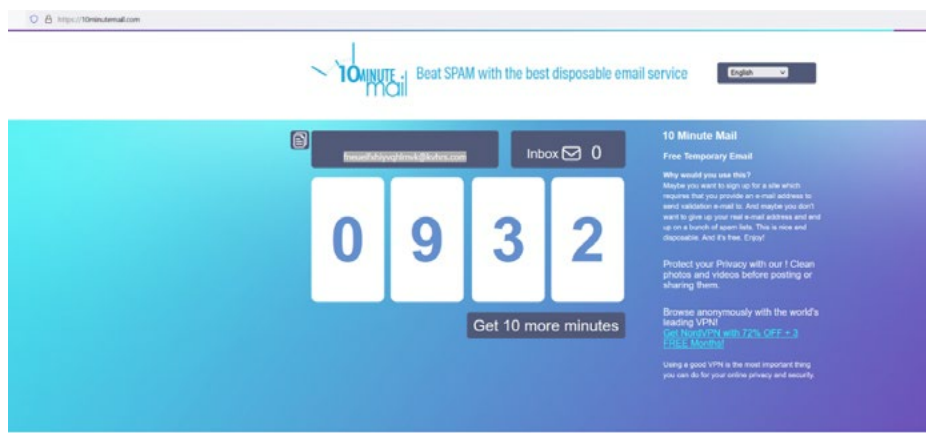 https://10minutemail.com
10MINUTE mail
Beat SPAM with the best disposable email service
English
Inbox 0
0 9 3 2
Get 10 more minutes
10 Minute Mail
Free Temporary Email
Why would you use this?
Maybe you want to sign up for a site which
requires that you provide an e-mail address to
send validation e-mail to. And maybe you don't
want to give up your real e-mail address and end
up on a bunch of spam lists. This is nice and
disposable. And it's free. Enjoy!
Protect your Privacy with our ! Clean
photos and videos before posting or
sharing them.
Browse anonymously with the world's
leading VPN!
Get NordVPN with 72% OFF + 3
FREE Months!
Using a good VPN is the most important thing
you can do for your online privacy and security.